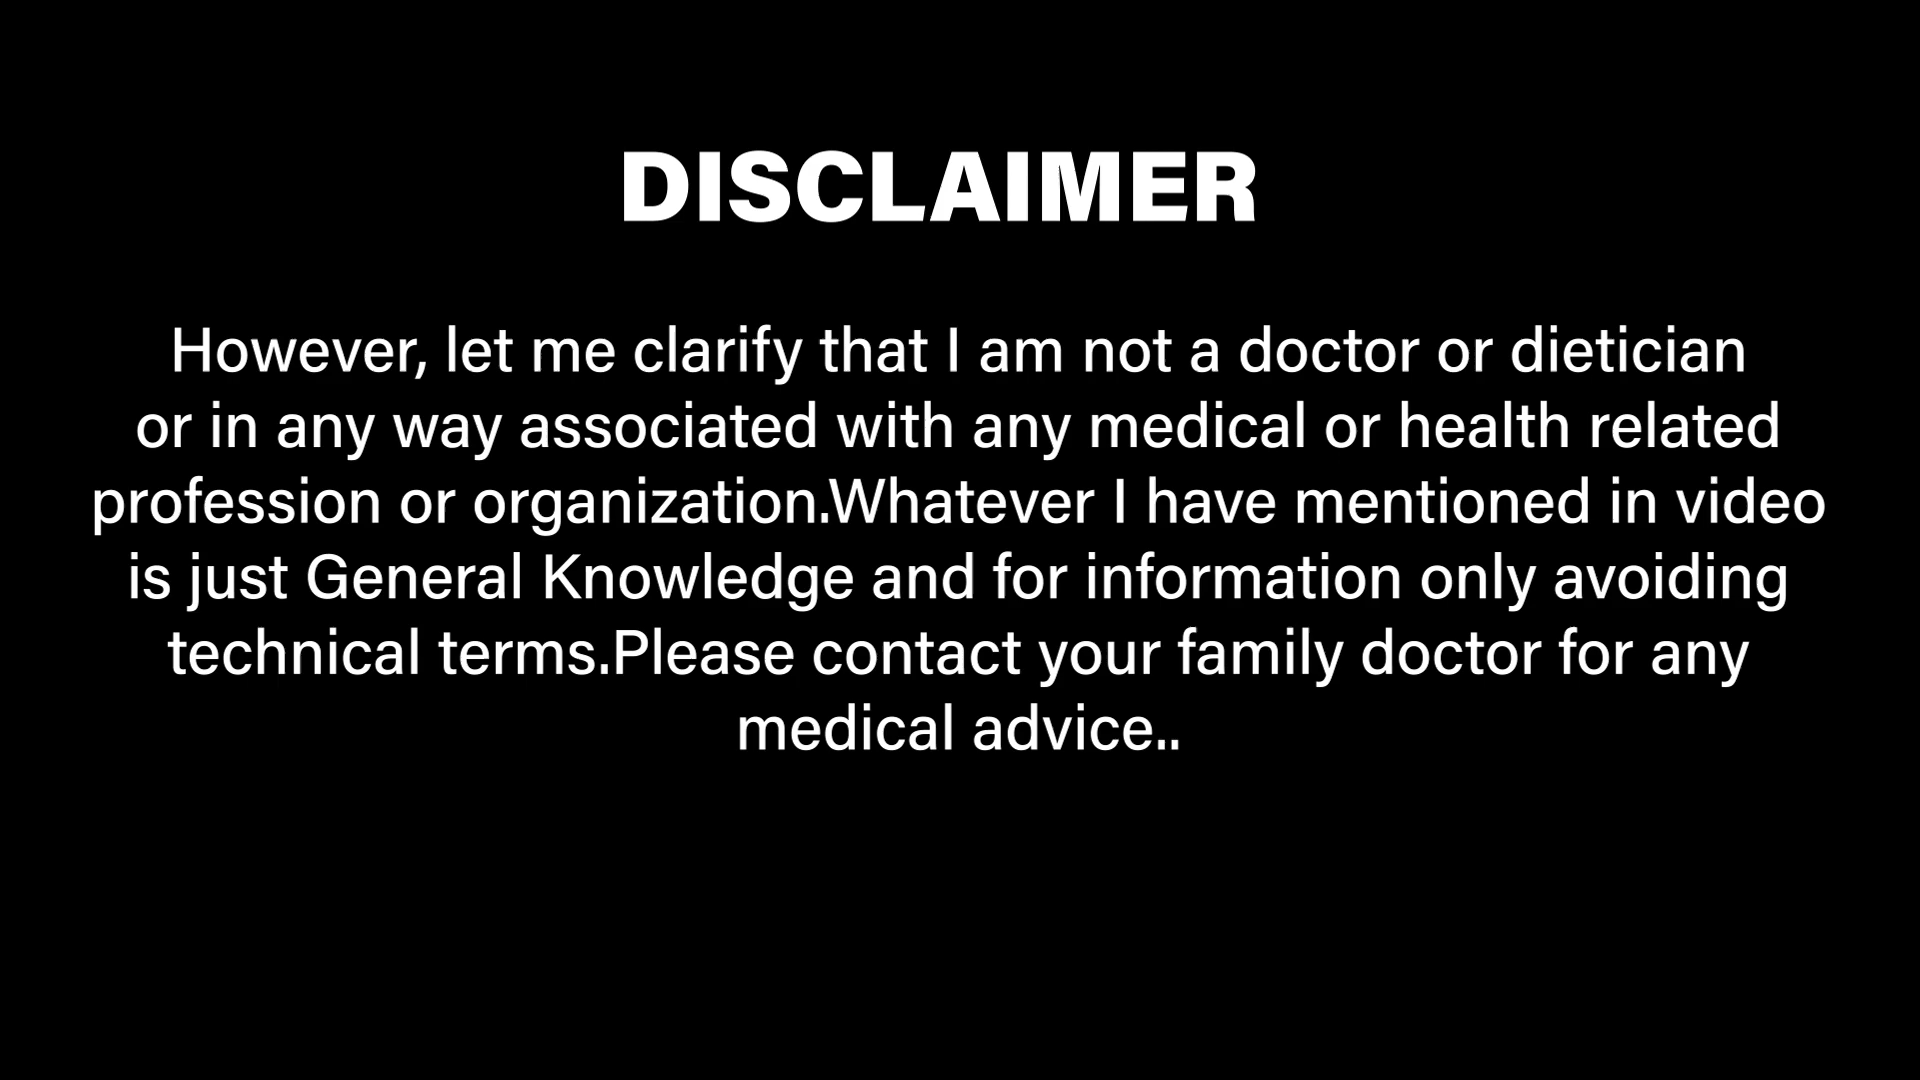 DISCLAIMER
However, let me clarify that I am not a doctor or dietician
or in any way associated with any medical or health related
profession or organization.Whatever I have mentioned in video
is just General Knowledge and for information only avoiding
technical terms.Please contact your family doctor for any
medical advice..